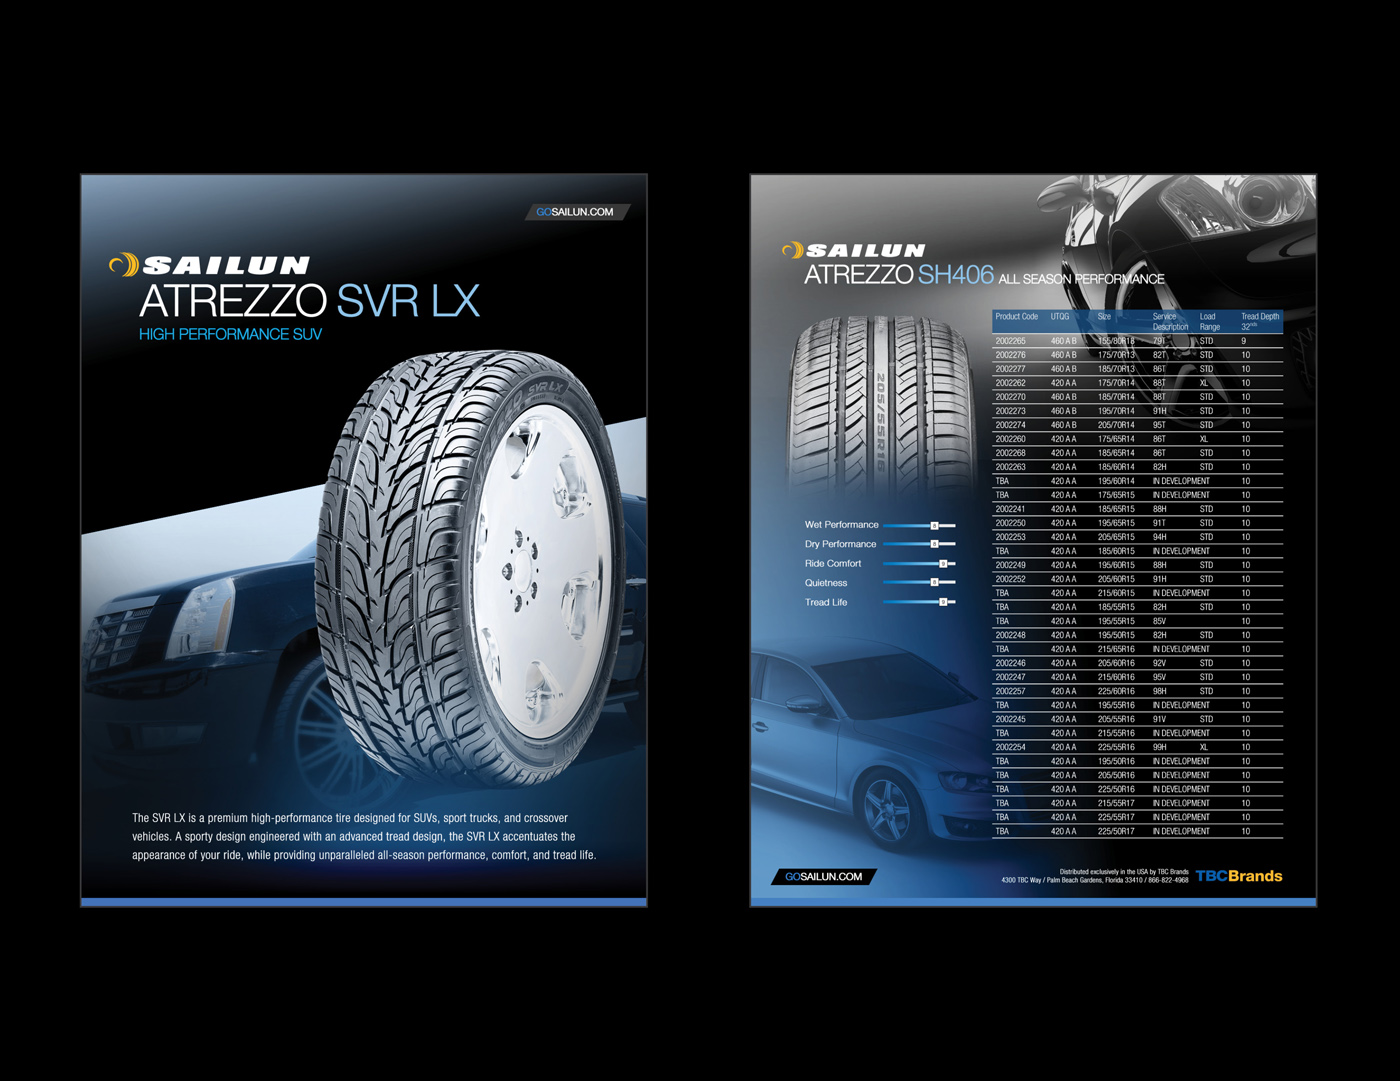 GOSAILUN.COM
SAILUN
ATREZZO SVR LX
HIGH PERFORMANCE SUV
SVR LX
The SVR LX is a premium high-performance tire designed for SUVs, sport trucks, and crossover
vehicles. A sporty design engineered with an advanced tread design, the SVR LX accentuates the
appearance of your ride, while providing unparalleled all-season performance, comfort, and tread life.
SAILUN
ATREZZO SH406 ALL SEASON PERFORMANCE
205/55R16
Wet Performance 8
Dry Performance 8
Ride Comfort 9
Quietness 8
Tread Life 9
Product Code UTQG Size Service Description Load Range Tread Depth 32nds
2002265 460 A B 155/80R13 79T STD 9
2002276 460 A B 175/70R13 82T STD 10
2002277 460 A B 185/70R13 86T STD 10
2002262 420 A A 175/70R14 88T XL 10
2002270 460 A B 185/70R14 88T STD 10
2002273 460 A B 195/70R14 91H STD 10
2002274 460 A B 205/70R14 95T STD 10
2002260 420 A A 175/65R14 86T XL 10
2002268 420 A A 185/65R14 86T STD 10
2002263 420 A A 185/60R14 82H STD 10
TBA 420 A A 195/60R14 IN DEVELOPMENT 10
TBA 420 A A 175/65R15 IN DEVELOPMENT 10
2002241 420 A A 185/65R15 88H STD 10
2002250 420 A A 195/65R15 91T STD 10
2002253 420 A A 205/65R15 94H STD 10
TBA 420 A A 185/60R15 IN DEVELOPMENT 10
2002249 420 A A 195/60R15 88H STD 10
2002252 420 A A 205/60R15 91H STD 10
TBA 420 A A 215/60R15 IN DEVELOPMENT 10
TBA 420 A A 185/55R15 82H STD 10
TBA 420 A A 195/55R15 85V 10
2002248 420 A A 195/50R15 82H STD 10
TBA 420 A A 215/65R16 IN DEVELOPMENT 10
2002246 420 A A 205/60R16 92V STD 10
2002247 420 A A 215/60R16 95V STD 10
2002257 420 A A 225/60R16 98H STD 10
TBA 420 A A 195/55R16 IN DEVELOPMENT 10
2002245 420 A A 205/55R16 91V STD 10
TBA 420 A A 215/55R16 IN DEVELOPMENT 10
2002254 420 A A 225/55R16 99H XL 10
TBA 420 A A 195/50R16 IN DEVELOPMENT 10
TBA 420 A A 205/50R16 IN DEVELOPMENT 10
TBA 420 A A 225/50R16 IN DEVELOPMENT 10
TBA 420 A A 215/55R17 IN DEVELOPMENT 10
TBA 420 A A 225/55R17 IN DEVELOPMENT 10
TBA 420 A A 225/50R17 IN DEVELOPMENT 10
GOSAILUN.COM
Distributed exclusively in the USA by TBC Brands
4300 TBC Way / Palm Beach Gardens, Florida 33410 / 866-822-4968
TBCBrands